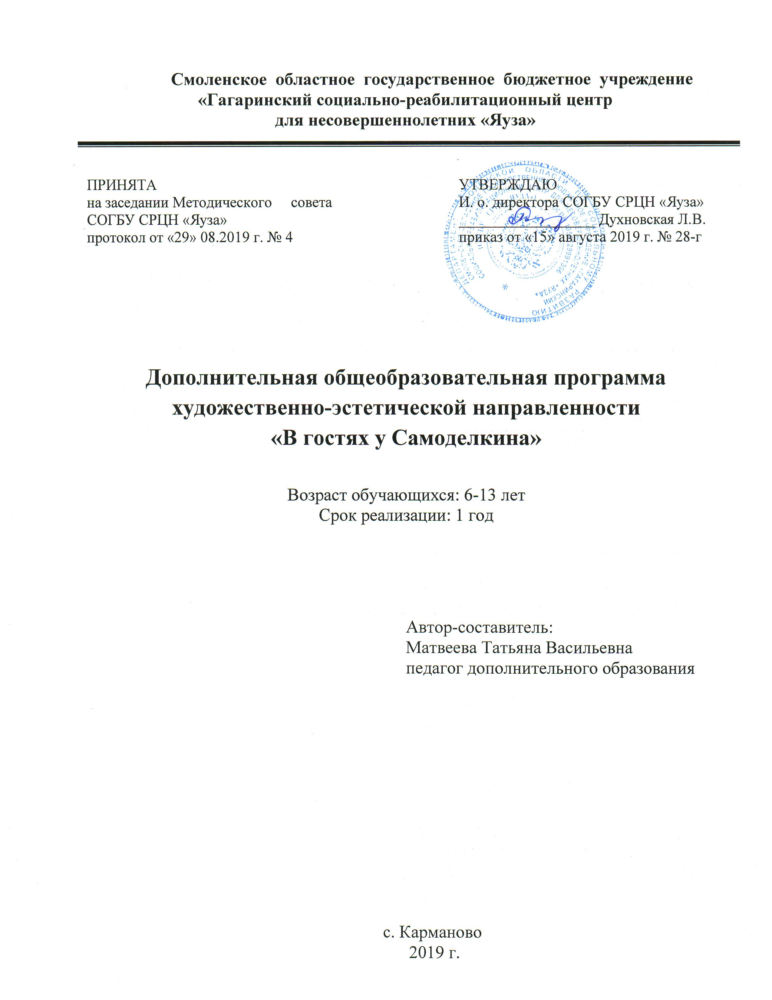 Смоленское областное государственное бюджетное учреждение
«Гагаринский социально-реабилитационный центр
для несовершеннолетних «Яуза»
ПРИНЯТА
на заседании Методического совета
СОГБУ СРЦН «Яуза»
протокол от «29» 08.2019 г. № 4
УТВЕРЖДАЮ
И. о. директора СОГБУ СРЦН «Яуза»
Духновская Л.В.
приказ от «15» августа 2019 г. № 28-г
Дополнительная общеобразовательная программа
художественно-эстетической направленности
«В гостях у Самоделкина»
Возраст обучающихся: 6-13 лет
Срок реализации: 1 год
Автор-составитель:
Матвеева Татьяна Васильевна
педагог дополнительного образования
с. Карманово
2019 г.